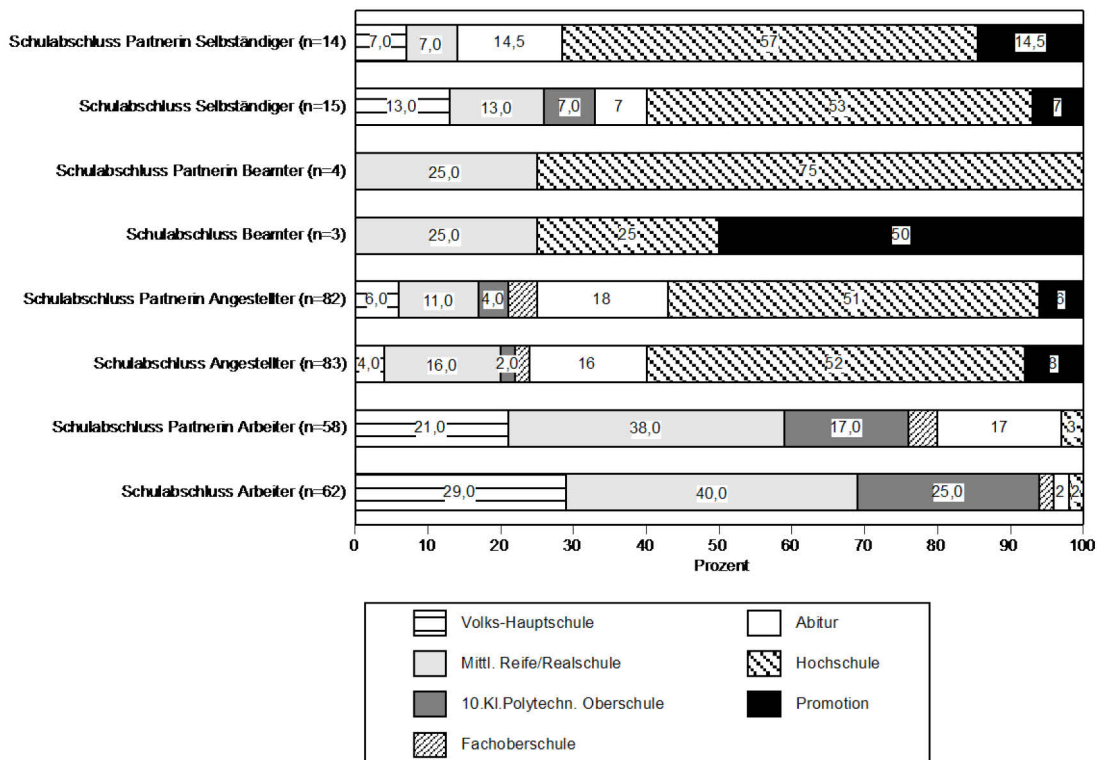 Schulabschluss Partnerin Selbständiger (n=14) 7,0 7,0 14,5 57 14,5
Schulabschluss Selbständiger (n=15) 13,0 13,0 7,0 7 53 7
Schulabschluss Partnerin Beamter (n=4) 25,0 75
Schulabschluss Beamter (n=3) 25,0 25 50
Schulabschluss Partnerin Angestellter (n=82) 6,0 11,0 4,0 18 51 6
Schulabschluss Angestellter (n=83) 4,0 16,0 2,0 16 52 8
Schulabschluss Partnerin Arbeiter (n=58) 21,0 38,0 17,0 17 3
Schulabschluss Arbeiter (n=62) 29,0 40,0 25,0 2 2
0 10 20 30 40 50 60 70 80 90 100
Prozent
Volks-Hauptschule Abitur
Mittl. Reife/Realschule Hochschule
10.Kl.Polytechn. Oberschule Promotion
Fachoberschule